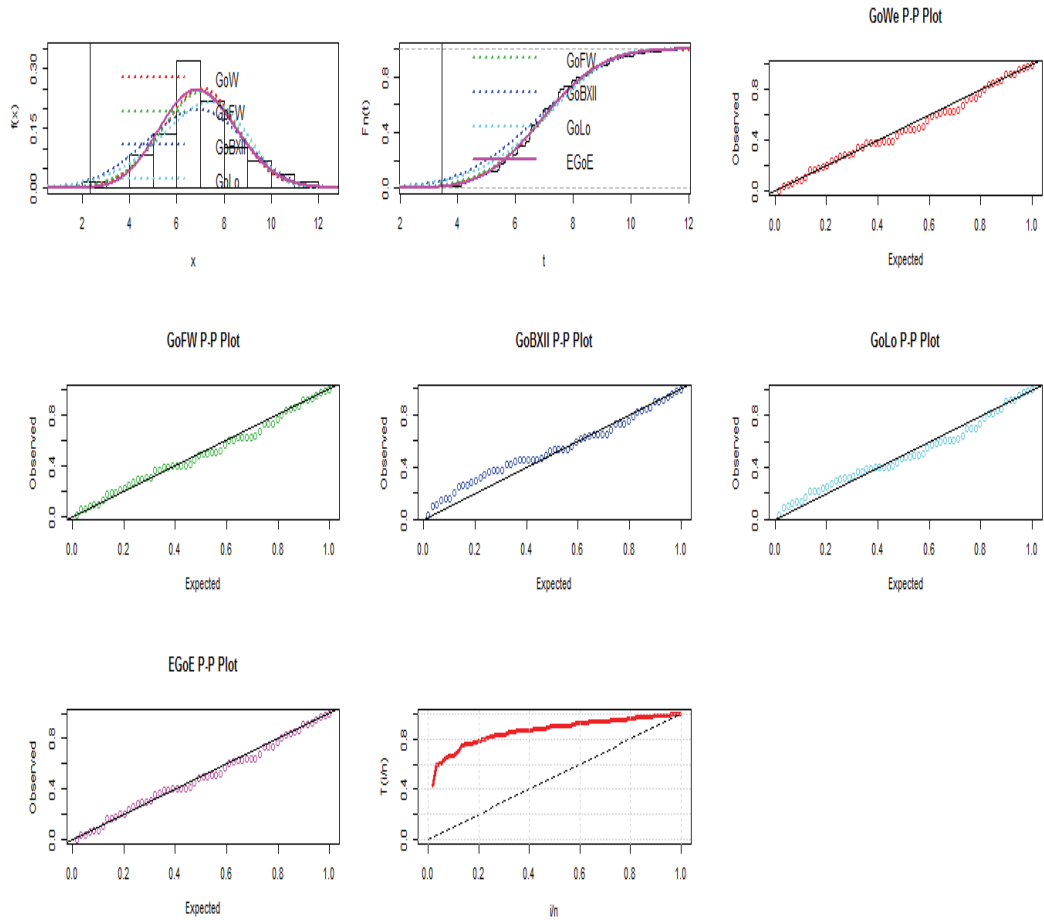 GoWe P-P Plot
f(x)
0.00 0.15 0.30
GoW
GoFW
GoBXII
GoLo
2 4 6 8 10 12
x
Fn(t)
0.0 0.4 0.8
GoFW
GoBXII
GoLo
EGoE
2 4 6 8 10 12
t
Observed
0.0 0.4 0.8
0.0 0.2 0.4 0.6 0.8 1.0
Expected
GoFW P-P Plot
Observed
0.0 0.4 0.8
0.0 0.2 0.4 0.6 0.8 1.0
Expected
GoBXII P-P Plot
Observed
0.0 0.4 0.8
0.0 0.2 0.4 0.6 0.8 1.0
Expected
GoLo P-P Plot
Observed
0.0 0.4 0.8
0.0 0.2 0.4 0.6 0.8 1.0
Expected
EGoE P-P Plot
Observed
0.0 0.4 0.8
0.0 0.2 0.4 0.6 0.8 1.0
Expected
T(i/n)
0.0 0.4 0.8
0.0 0.2 0.4 0.6 0.8 1.0
i/n